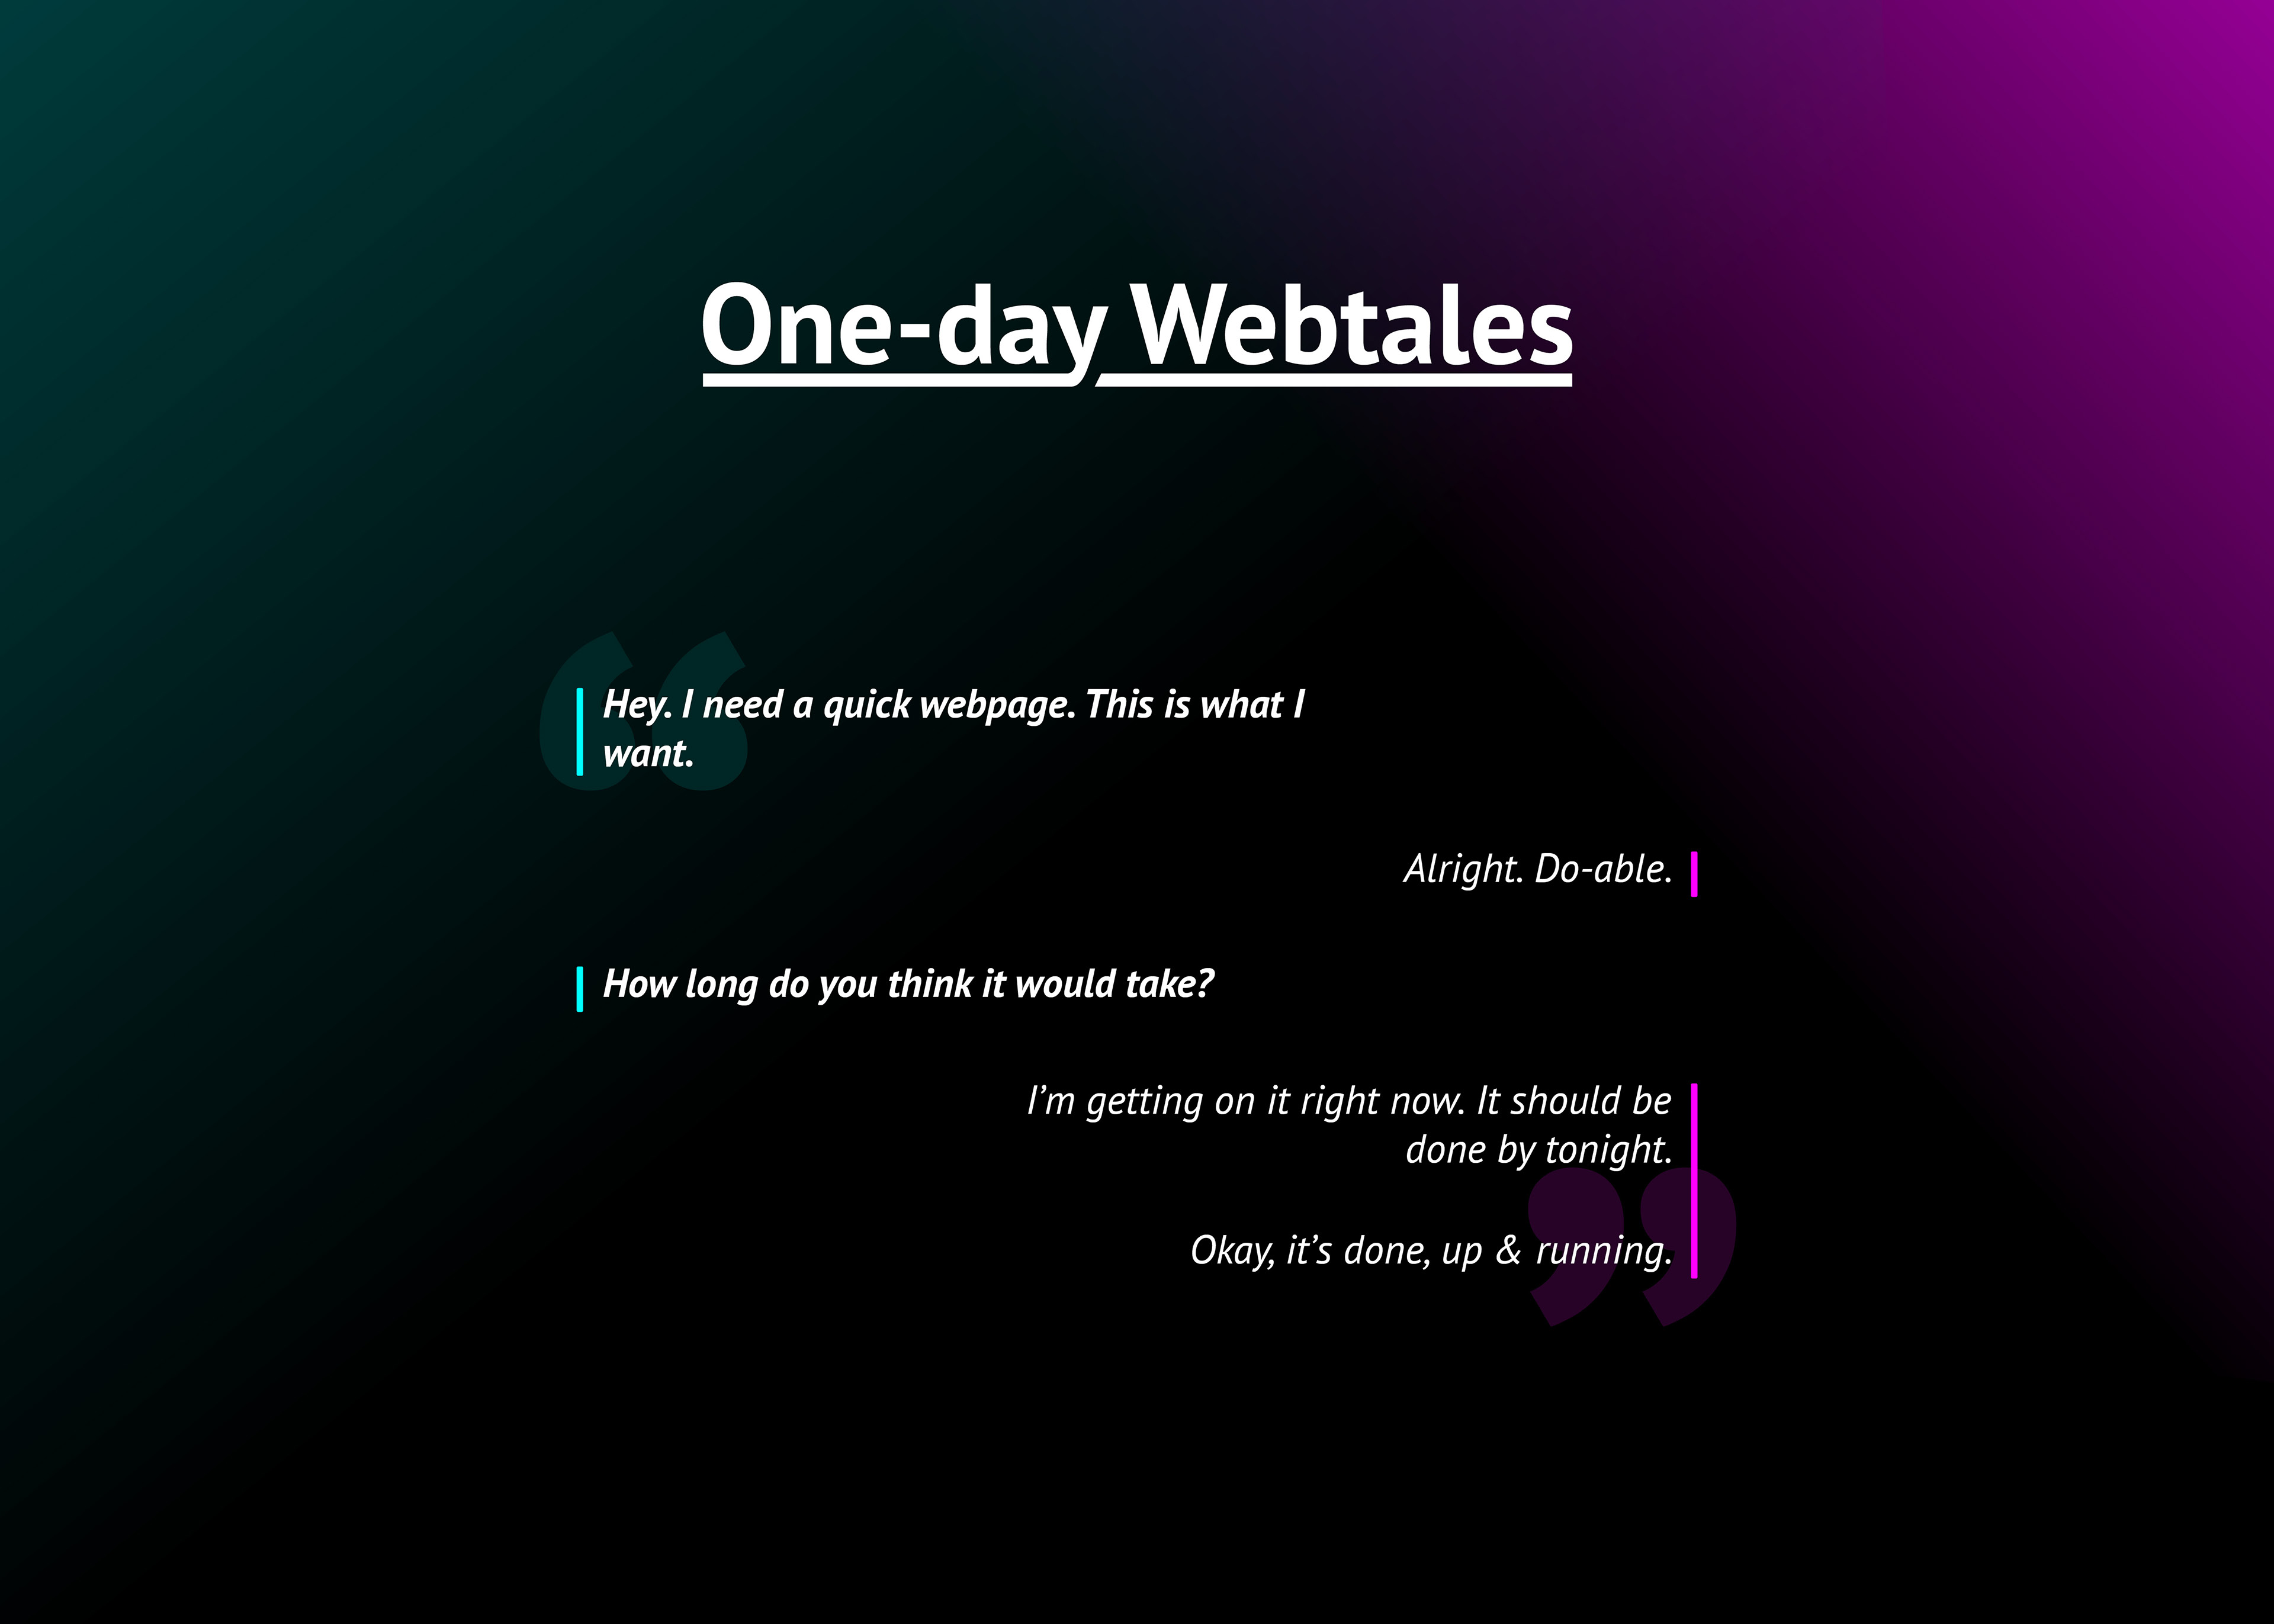 One-day Webtales
Hey. I need a quick webpage. This is what I
want.
Alright. Do-able.
How long do you think it would take?
I’m getting on it right now. It should be
done by tonight.
Okay, it’s done, up & running.